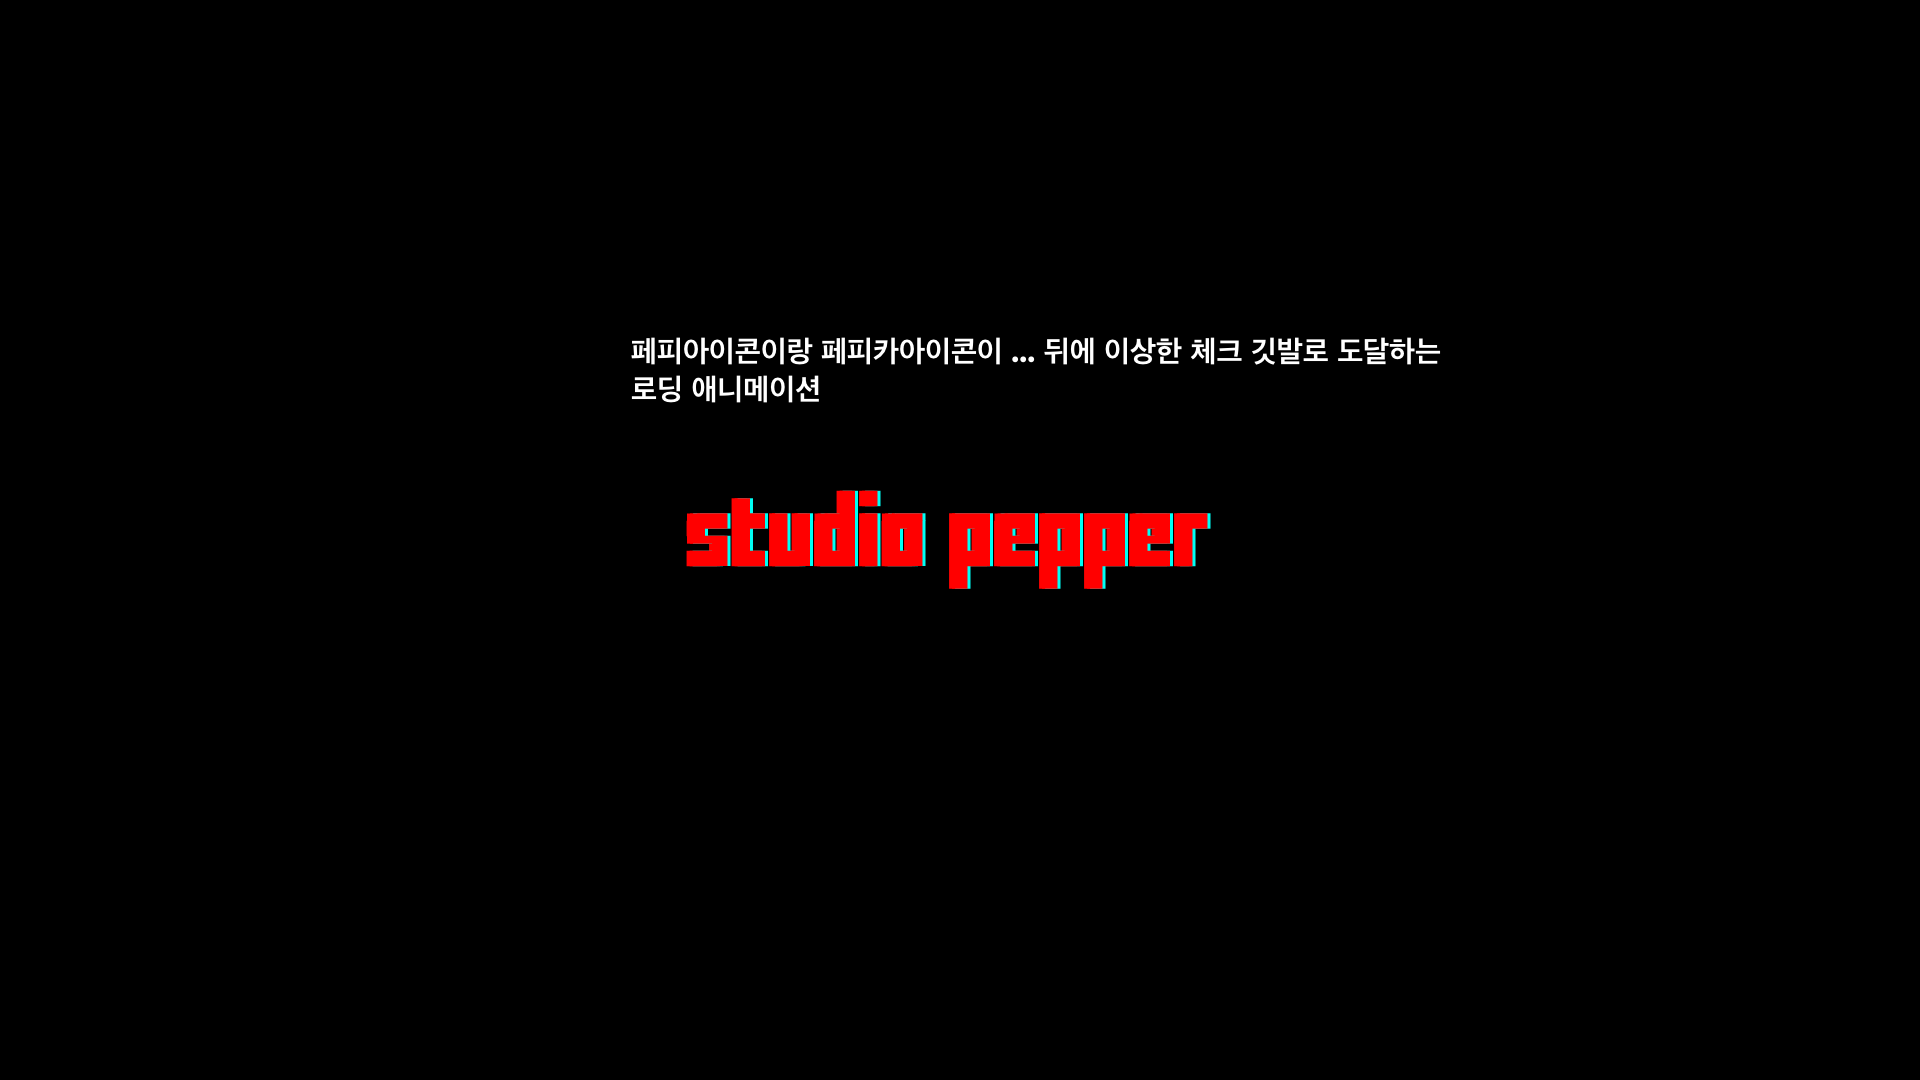 페피아이콘이랑 페피카아이콘이 ... 뒤에 이상한 체크 깃발로 도달하는
로딩 애니메이션
studio pepper